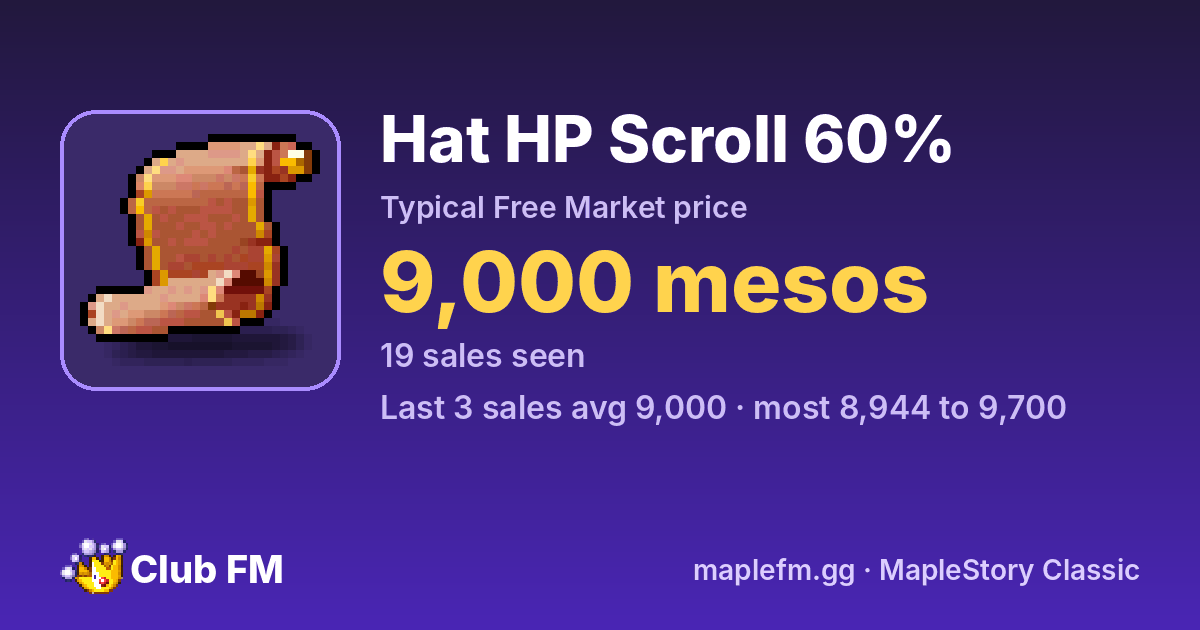 Hat HP Scroll 60%
Typical Free Market price
9,000 mesos
19 sales seen
Last 3 sales avg 9,000 · most 8,944 to 9,700
Club FM
maplefm.gg · MapleStory Classic